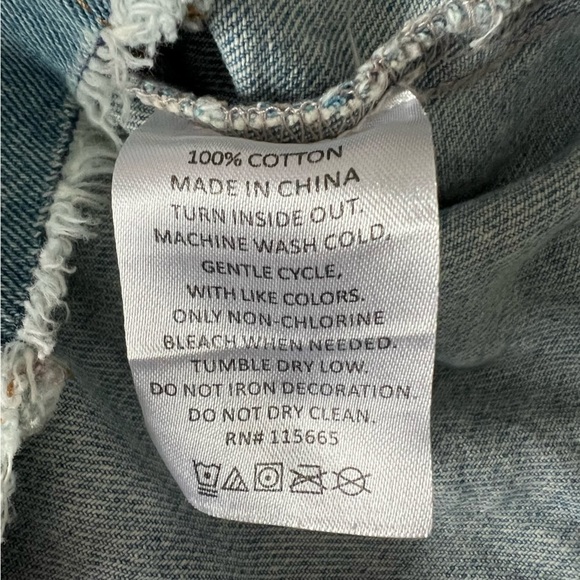 100% COTTON
MADE IN CHINA
TURN INSIDE OUT.
MACHINE WASH COLD,
GENTLE CYCLE,
WITH LIKE COLORS.
ONLY NON-CHLORINE
BLEACH WHEN NEEDED.
TUMBLE DRY LOW.
DO NOT IRON DECORATION.
DO NOT DRY CLEAN.
RN# 115665